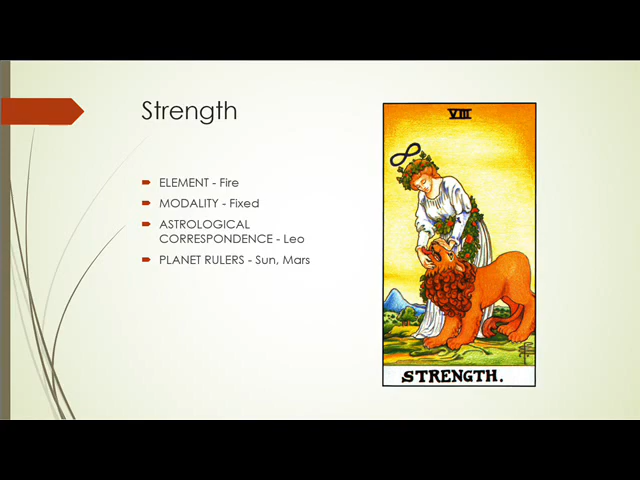 Strength
ELEMENT - Fire
MODALITY - Fixed
ASTROLOGICAL
CORRESPONDENCE - Leo
PLANET RULERS - Sun, Mars
VIII
STRENGTH.